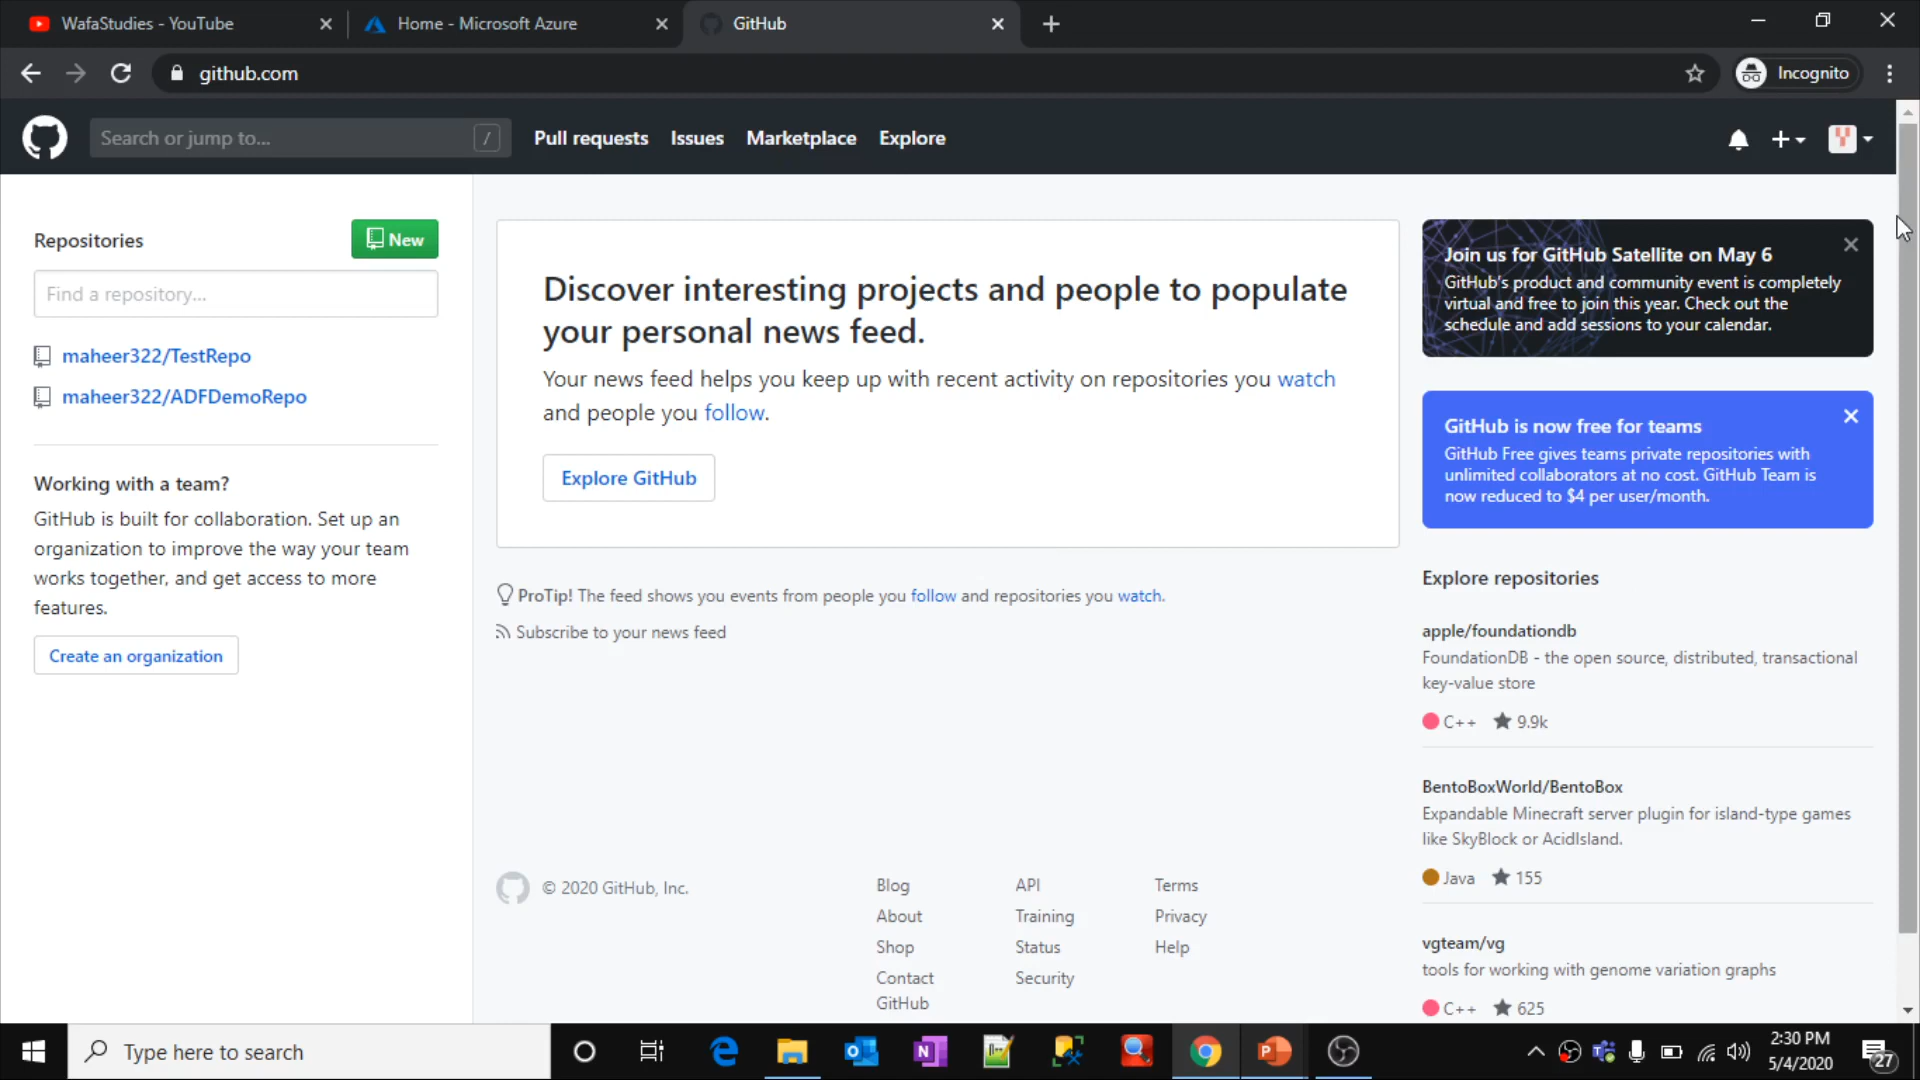 WafaStudies - YouTube
Home - Microsoft Azure
GitHub
github.com
Incognito
Search or jump to...
/
Pull requests
Issues
Marketplace
Explore
Repositories
New
Find a repository...
maheer322/TestRepo
maheer322/ADFDemoRepo
Working with a team?
GitHub is built for collaboration. Set up an
organization to improve the way your team
works together, and get access to more
features.
Create an organization
Discover interesting projects and people to populate
your personal news feed.
Your news feed helps you keep up with recent activity on repositories you watch
and people you follow.
Explore GitHub
ProTip! The feed shows you events from people you follow and repositories you watch.
Subscribe to your news feed
© 2020 GitHub, Inc.
Blog
About
Shop
Contact
GitHub
API
Training
Status
Security
Terms
Privacy
Help
Join us for GitHub Satellite on May 6
GitHub's product and community event is completely
virtual and free to join this year. Check out the
schedule and add sessions to your calendar.
GitHub is now free for teams
GitHub Free gives teams private repositories with
unlimited collaborators at no cost. GitHub Team is
now reduced to $4 per user/month.
Explore repositories
apple/foundationdb
FoundationDB - the open source, distributed, transactional
key-value store
C++ 9.9k
BentoBoxWorld/BentoBox
Expandable Minecraft server plugin for island-type games
like SkyBlock or AcidIsland.
Java 155
vgteam/vg
tools for working with genome variation graphs
C++ 625
Type here to search
2:30 PM
5/4/2020
27